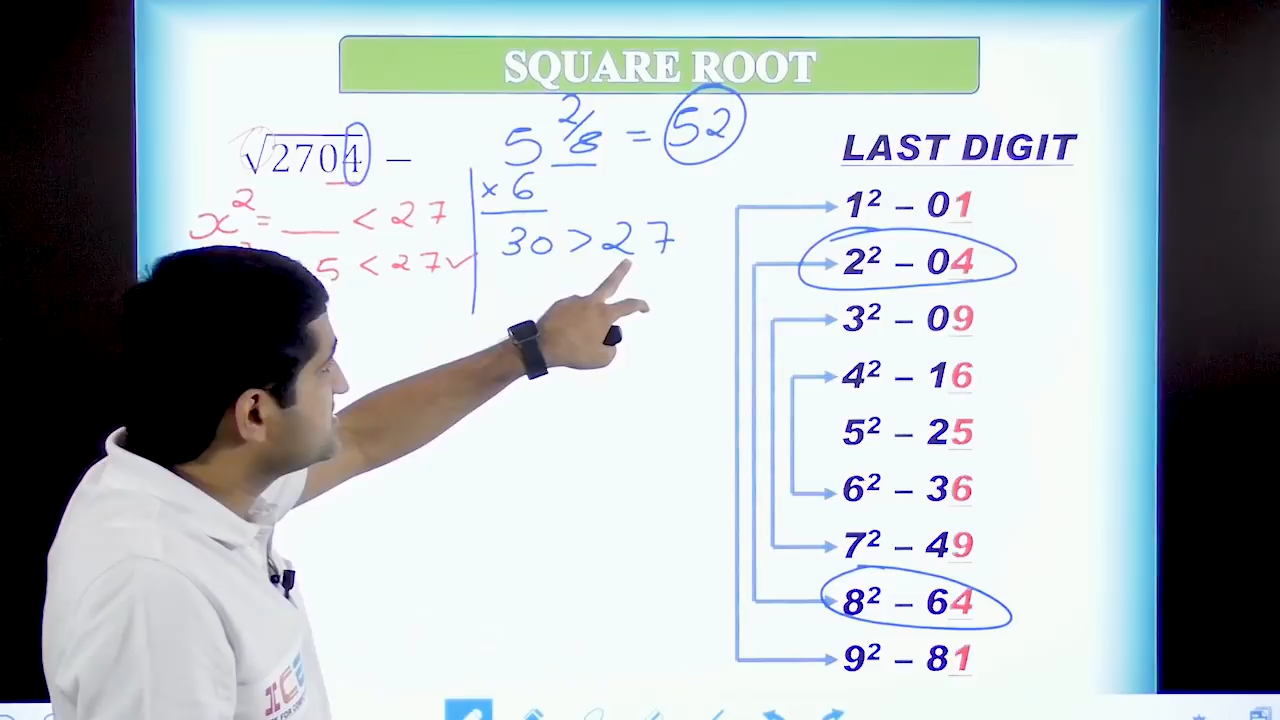 SQUARE ROOT
√2704 –
5 2/8 = 52
× 6
30 > 27
x² = __ < 27
5 < 27 ✓
LAST DIGIT
1² – 01
2² – 04
3² – 09
4² – 16
5² – 25
6² – 36
7² – 49
8² – 64
9² – 81